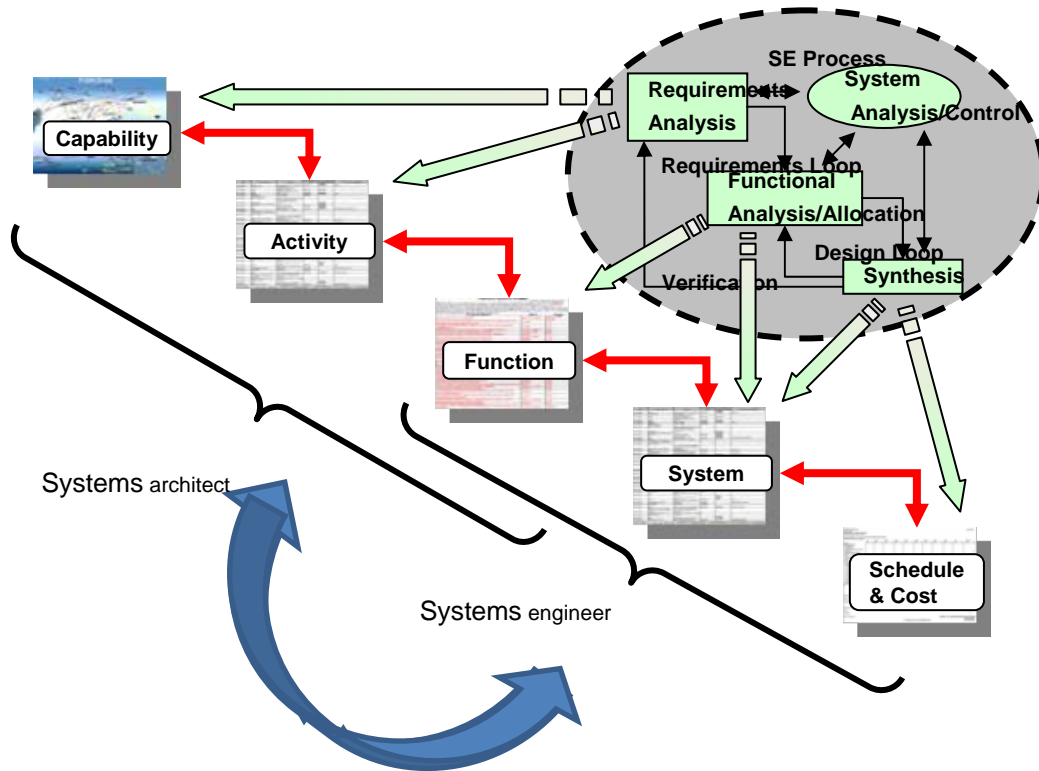 SE Process
Requirements
Analysis
System
Analysis/Control
Requirements Loop
Functional
Analysis/Allocation
Design Loop
Synthesis
Verification
Capability
Activity
Function
System
Schedule
& Cost
Systems architect
Systems engineer